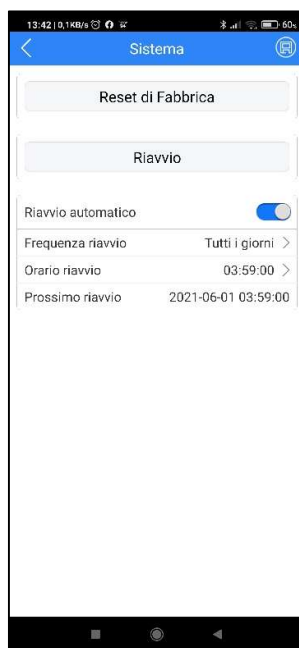 13:42 | 0,1KB/s
60
Sistema
Reset di Fabbrica
Riavvio
Riavvio automatico
Frequenza riavvio Tutti i giorni >
Orario riavvio 03:59:00 >
Prossimo riavvio 2021-06-01 03:59:00